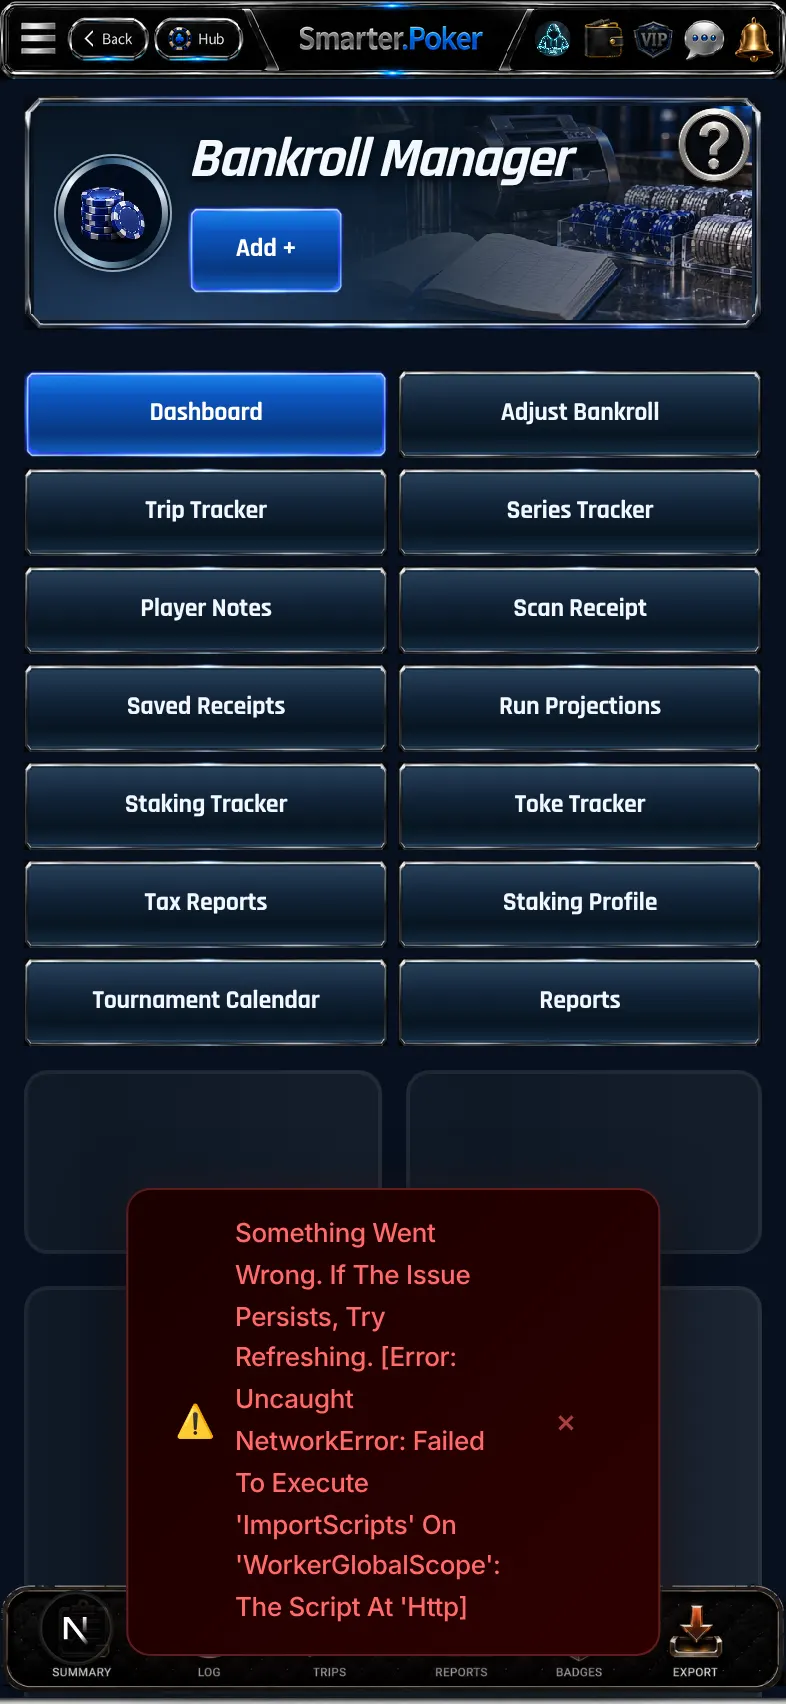 Back
Hub
Smarter.Poker
VIP
Bankroll Manager
?
Add +
Dashboard
Adjust Bankroll
Trip Tracker
Series Tracker
Player Notes
Scan Receipt
Saved Receipts
Run Projections
Staking Tracker
Toke Tracker
Tax Reports
Staking Profile
Tournament Calendar
Reports
Something Went
Wrong. If The Issue
Persists, Try
Refreshing. [Error:
Uncaught
NetworkError: Failed
To Execute
'ImportScripts' On
'WorkerGlobalScope':
The Script At 'Http]
×
N
SUMMARY
LOG
TRIPS
REPORTS
BADGES
EXPORT